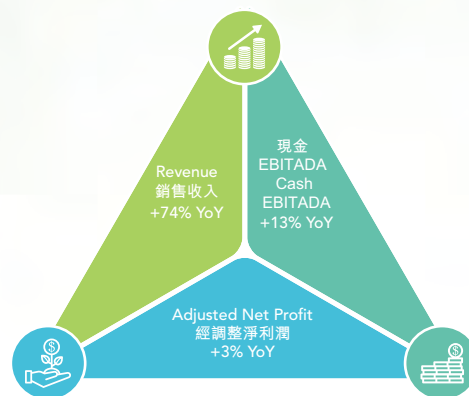 Revenue
銷售收入
+74% YoY
現金
EBITADA
Cash
EBITADA
+13% YoY
Adjusted Net Profit
經調整淨利潤
+3% YoY
$
$